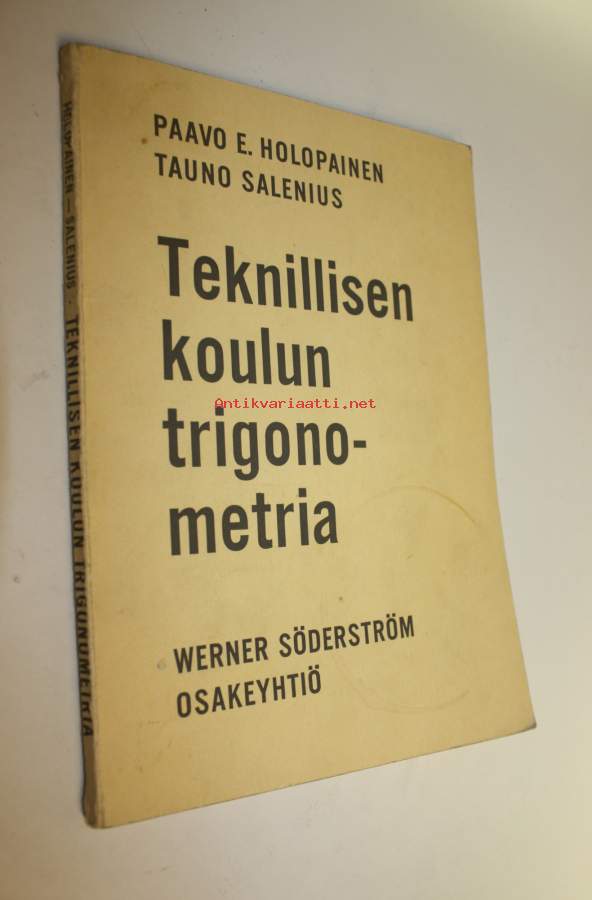 PAAVO E. HOLOPAINEN
TAUNO SALENIUS
Teknillisen
koulun
trigono-
metria
WERNER SÖDERSTRÖM
OSAKEYHTIÖ
HOLOPAINEN – SALENIUS · TEKNILLISEN KOULUN TRIGONOMETRIA
Antikvariaatti.net